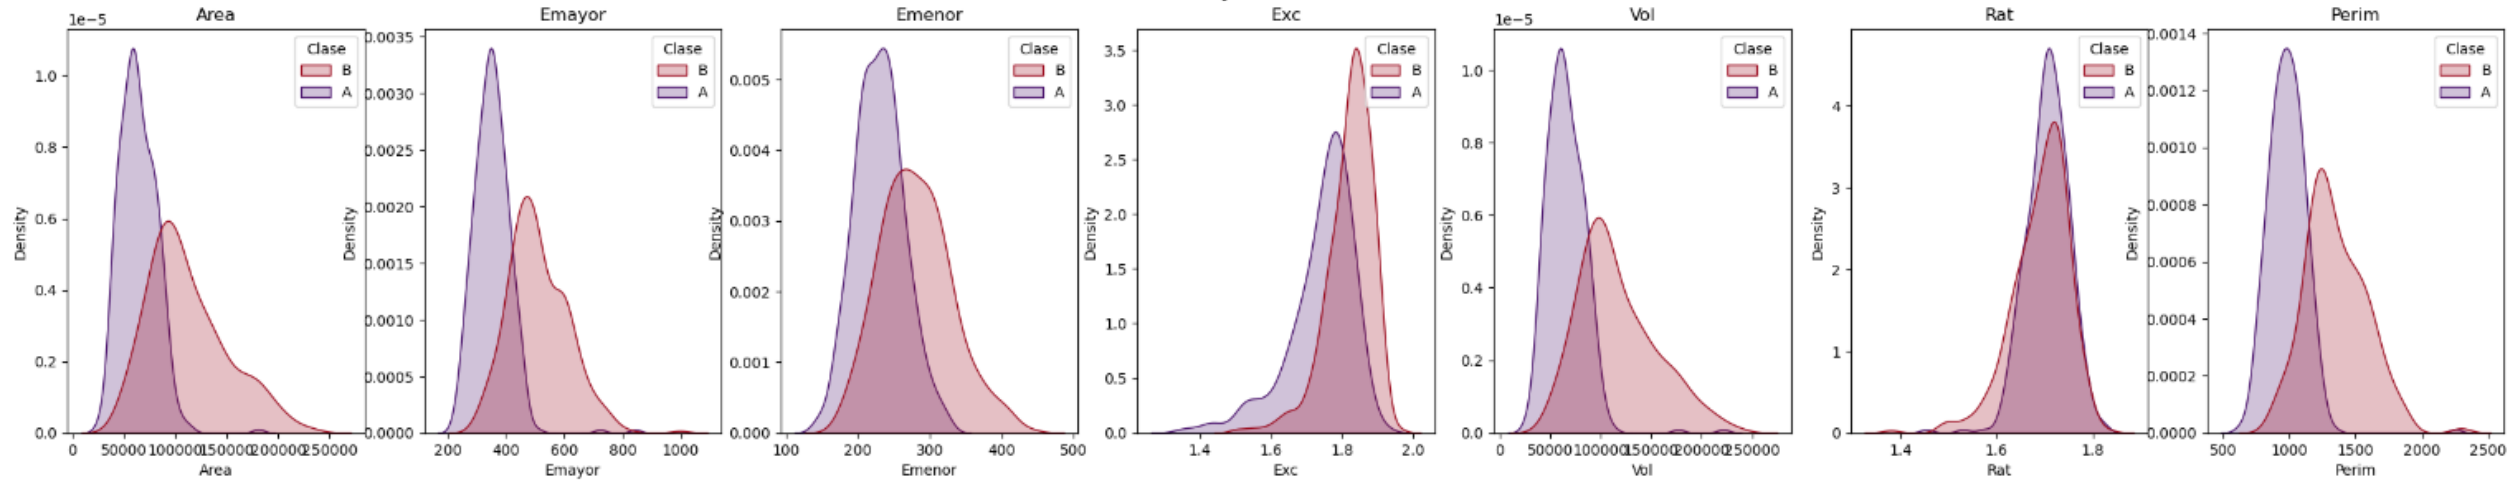 Area
1e−5
Density
1.0
0.8
0.6
0.4
0.2
0.0
Clase
B
A
0 50000 100000 150000 200000 250000
Area
Emayor
Density
0.0035
0.0030
0.0025
0.0020
0.0015
0.0010
0.0005
0.0000
Clase
B
A
200 400 600 800 1000
Emayor
Emenor
Density
0.005
0.004
0.003
0.002
0.001
0.000
Clase
B
A
100 200 300 400 500
Emenor
Exc
Density
3.5
3.0
2.5
2.0
1.5
1.0
0.5
0.0
Clase
B
A
1.4 1.6 1.8 2.0
Exc
Vol
1e−5
Density
1.0
0.8
0.6
0.4
0.2
0.0
Clase
B
A
0 50000 100000 150000 200000 250000
Vol
Rat
Density
4
3
2
1
0
Clase
B
A
1.4 1.6 1.8
Rat
Perim
Density
0.0014
0.0012
0.0010
0.0008
0.0006
0.0004
0.0002
0.0000
Clase
B
A
500 1000 1500 2000 2500
Perim